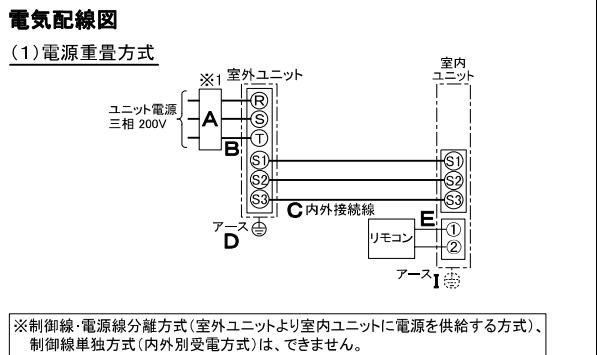 電気配線図
(1)電源重畳方式
※1
室外ユニット
室内
ユニット
ユニット電源
三相 200V
A
B
R
S
T
S1
S2
S3
S1
S2
S3
C 内外接続線
アース
D
リモコン
E
①
②
アース I
※制御線・電源線分離方式(室外ユニットより室内ユニットに電源を供給する方式)、
制御線単独方式(内外別受電方式)は、できません。